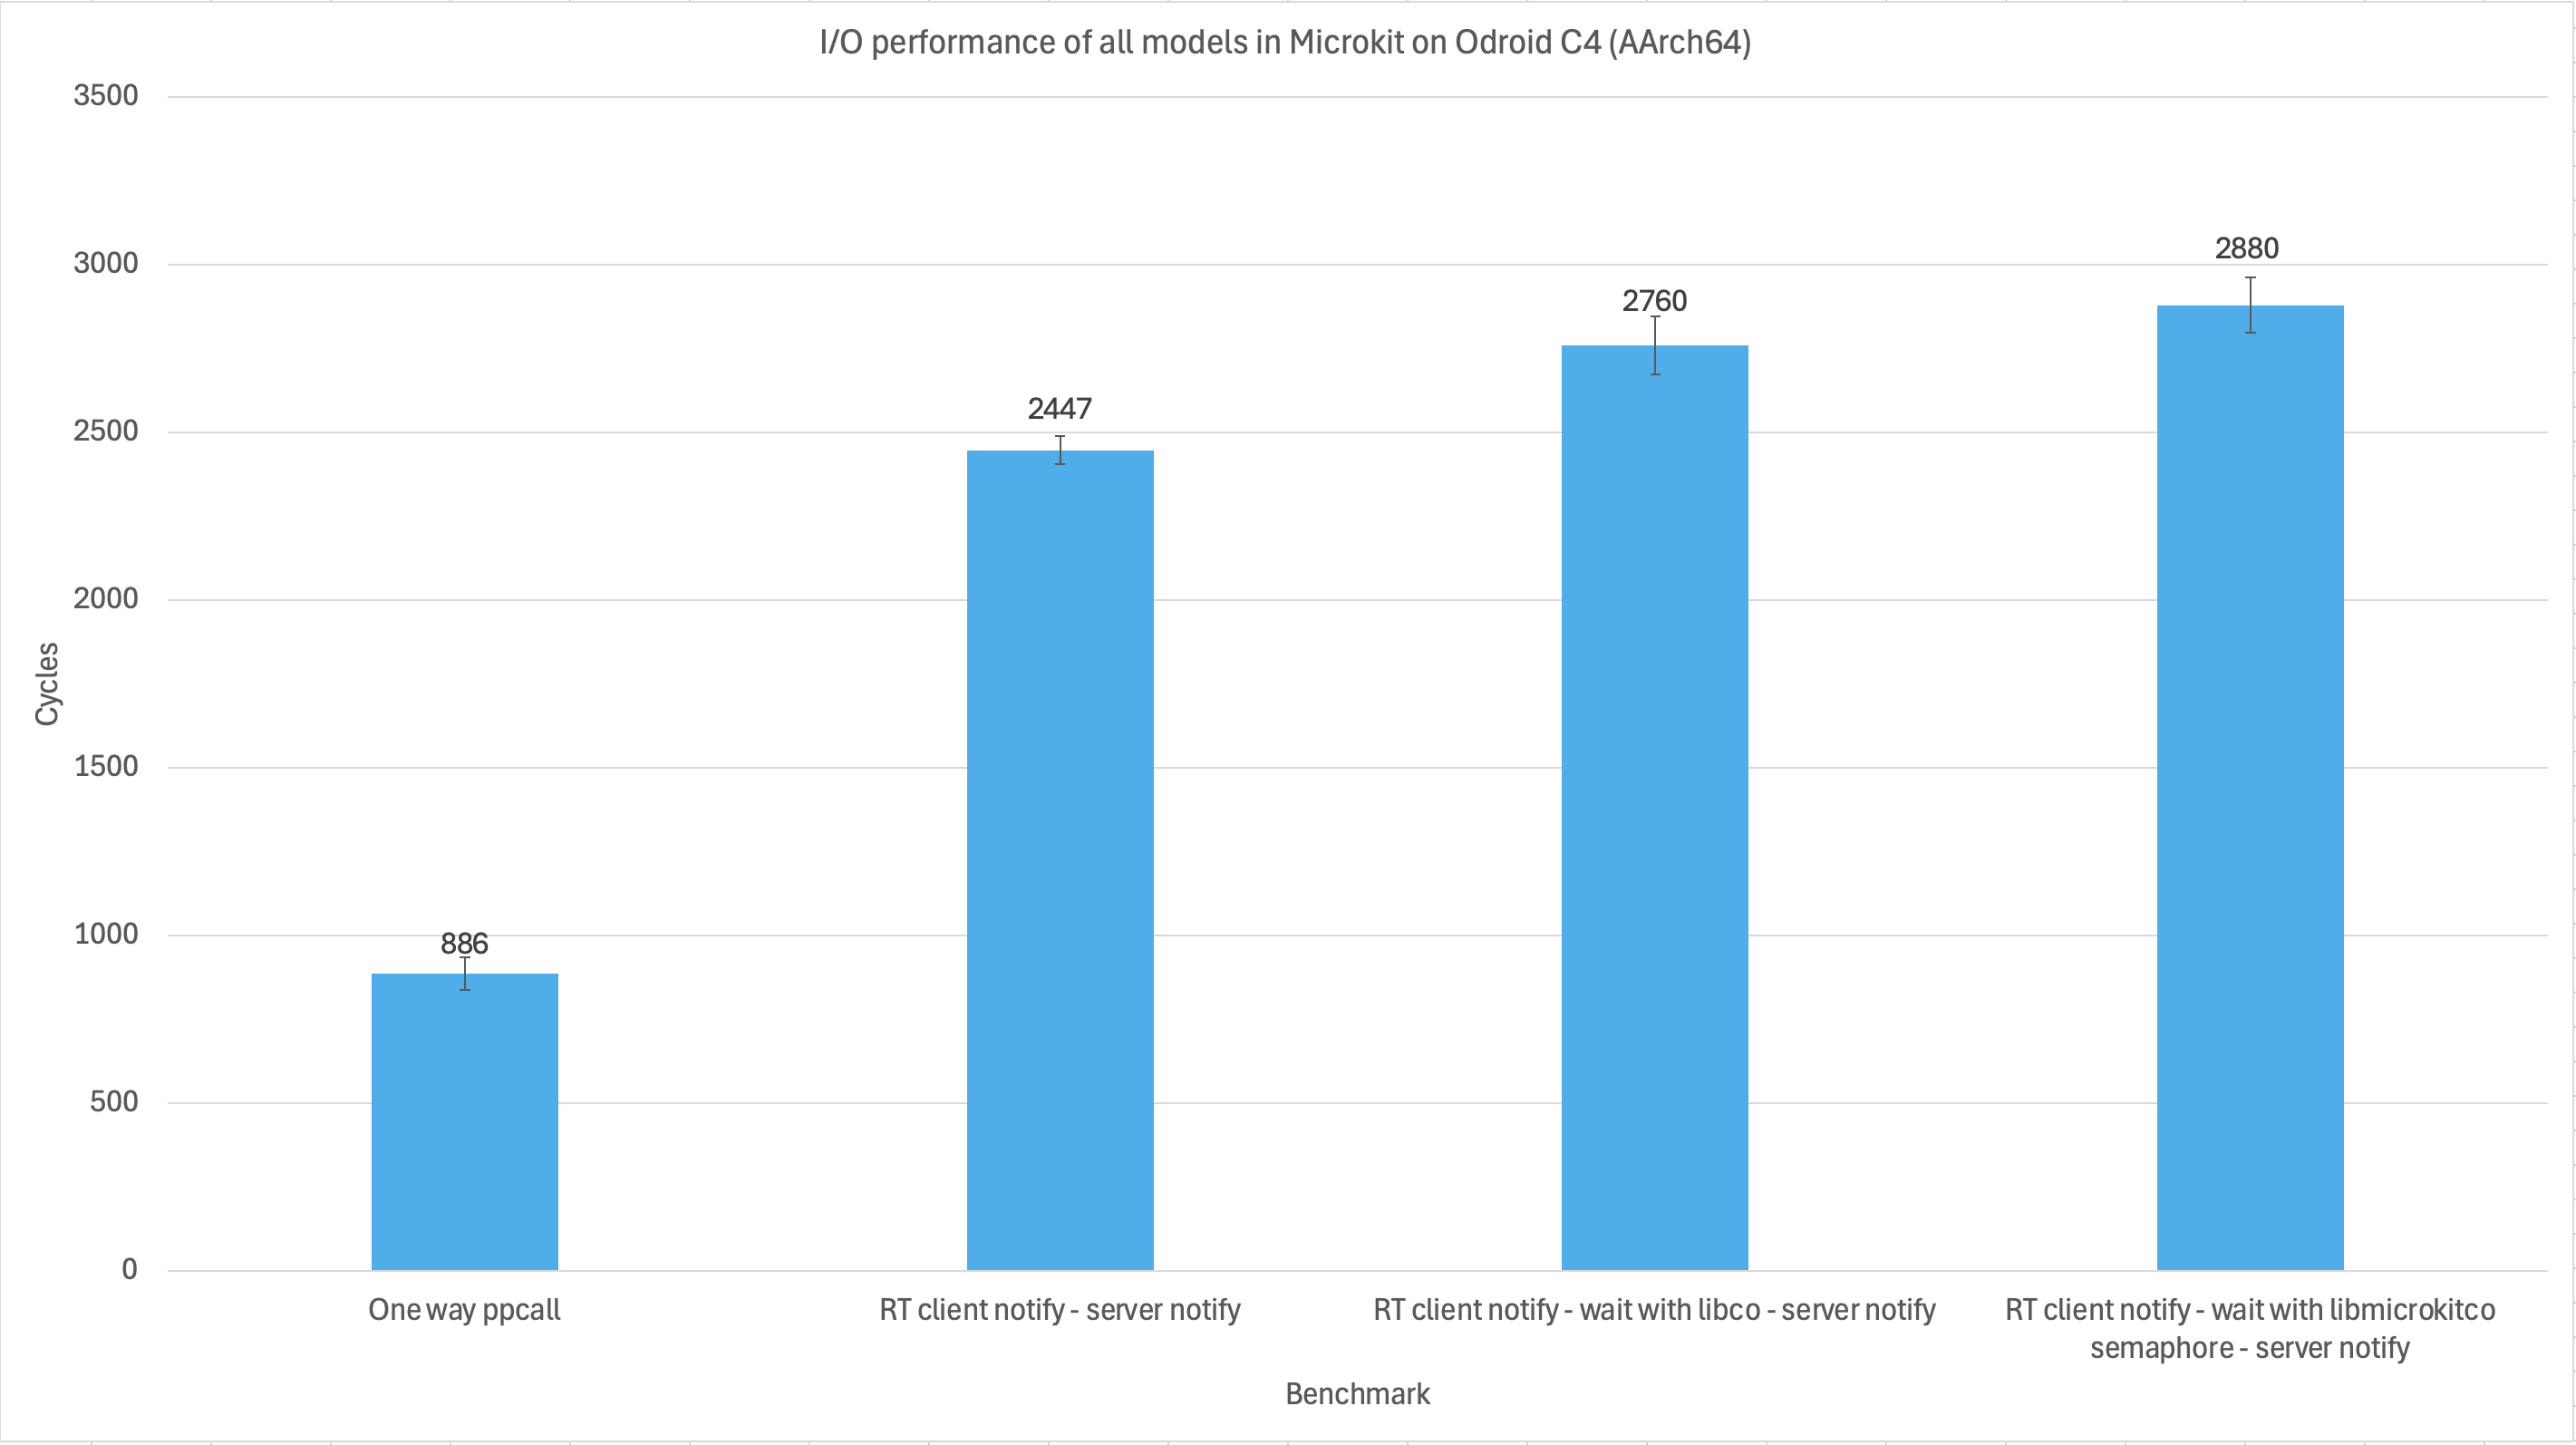 I/O performance of all models in Microkit on Odroid C4 (AArch64)
3500
3000
2500
2000
1500
1000
500
0
Cycles
886
2447
2760
2880
One way ppcall
RT client notify - server notify
RT client notify - wait with libco - server notify
RT client notify - wait with libmicrokitco
semaphore - server notify
Benchmark